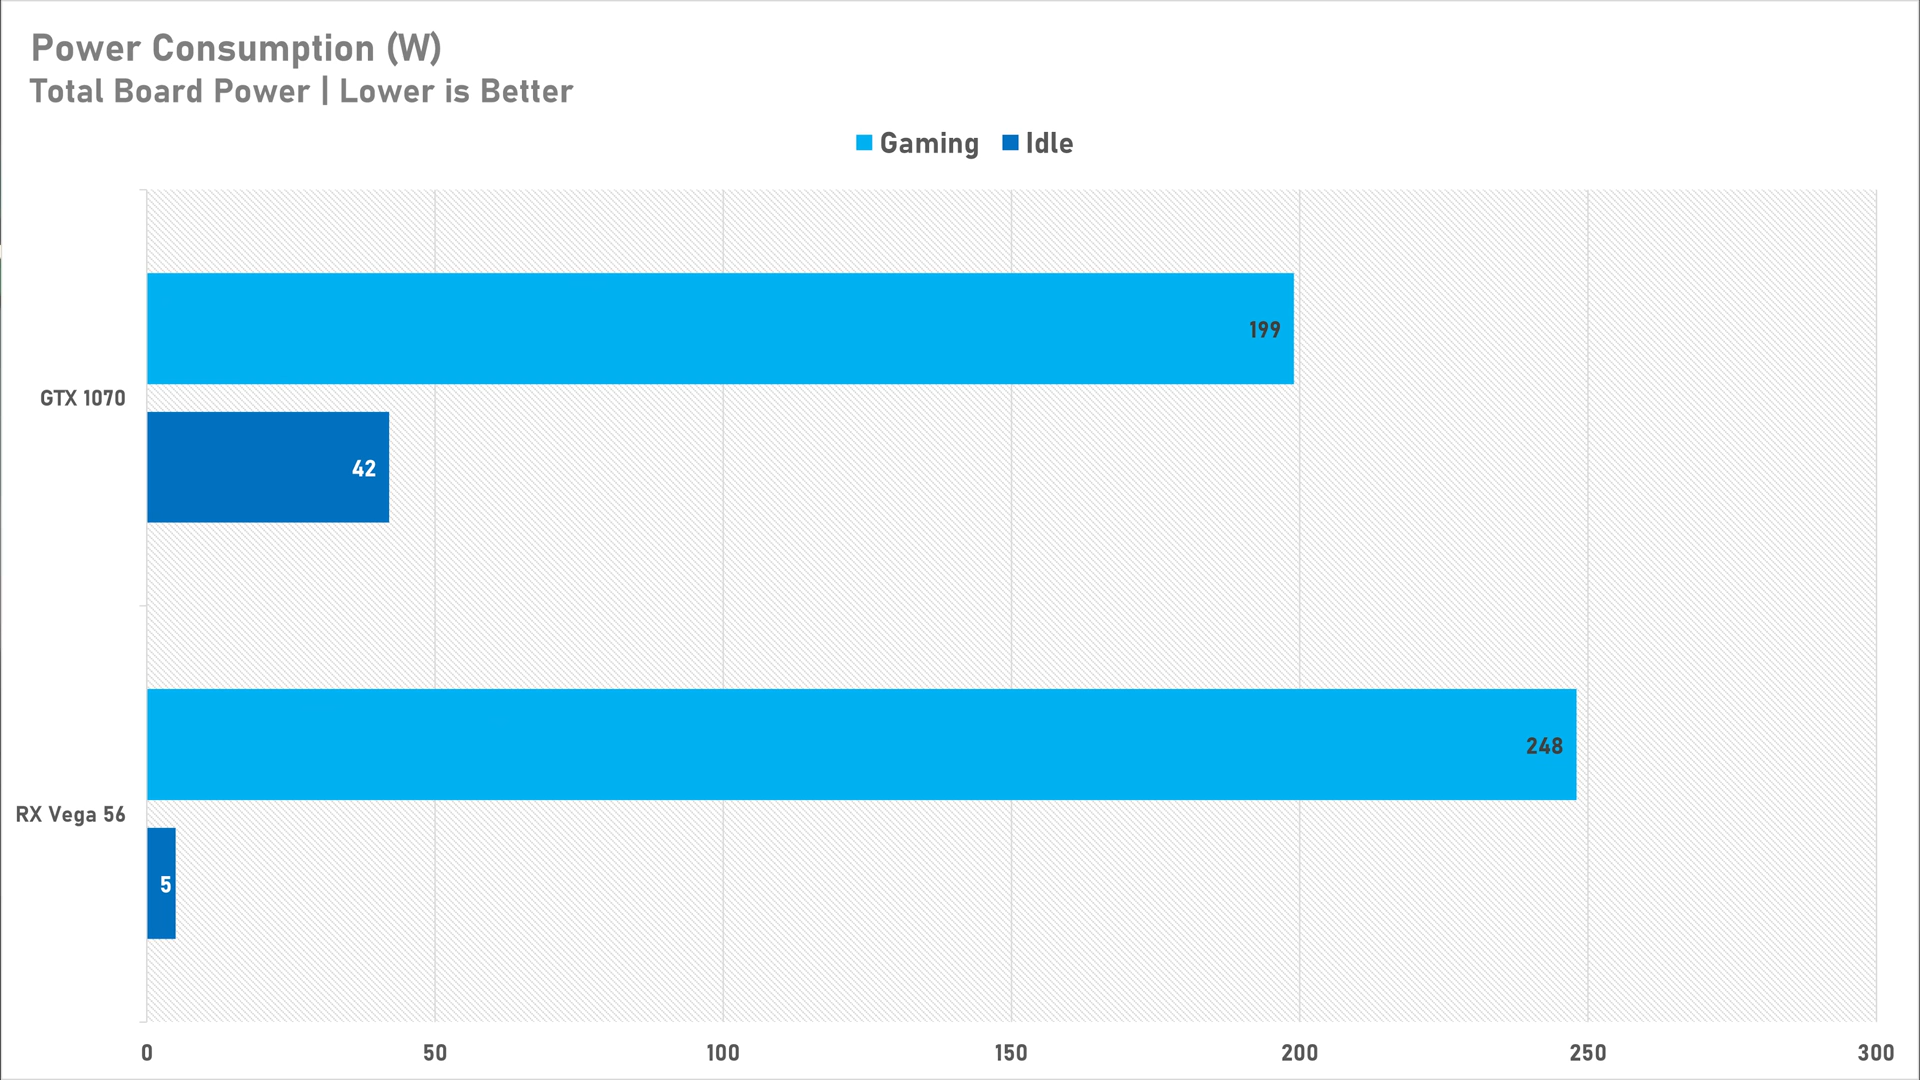 Power Consumption (W)
Total Board Power | Lower is Better
Gaming Idle
GTX 1070
199
42
RX Vega 56
248
5
0 50 100 150 200 250 300